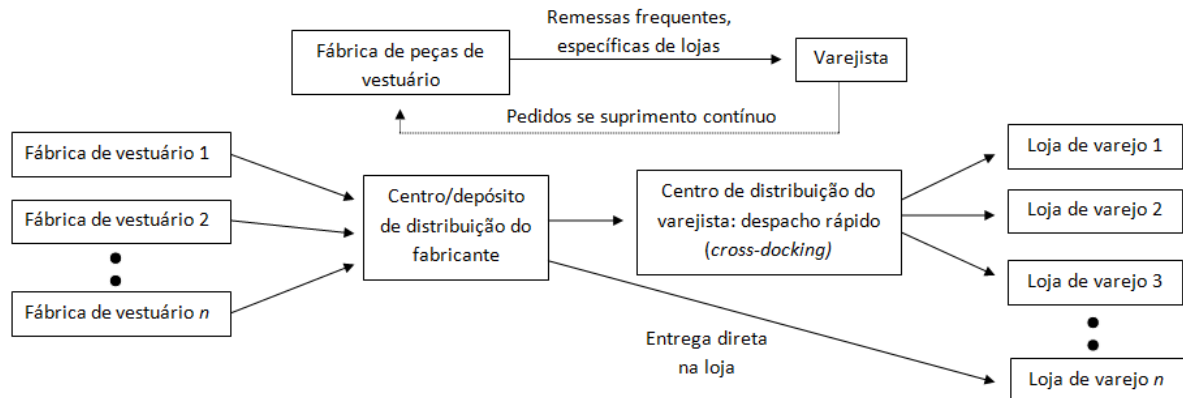 Remessas frequentes,
específicas de lojas
Fábrica de peças de
vestuário
Varejista
Pedidos se suprimento contínuo
Fábrica de vestuário 1
Fábrica de vestuário 2
Fábrica de vestuário n
Centro/depósito
de distribuição do
fabricante
Centro de distribuição do
varejista: despacho rápido
(cross-docking)
Loja de varejo 1
Loja de varejo 2
Loja de varejo 3
Loja de varejo n
Entrega direta
na loja